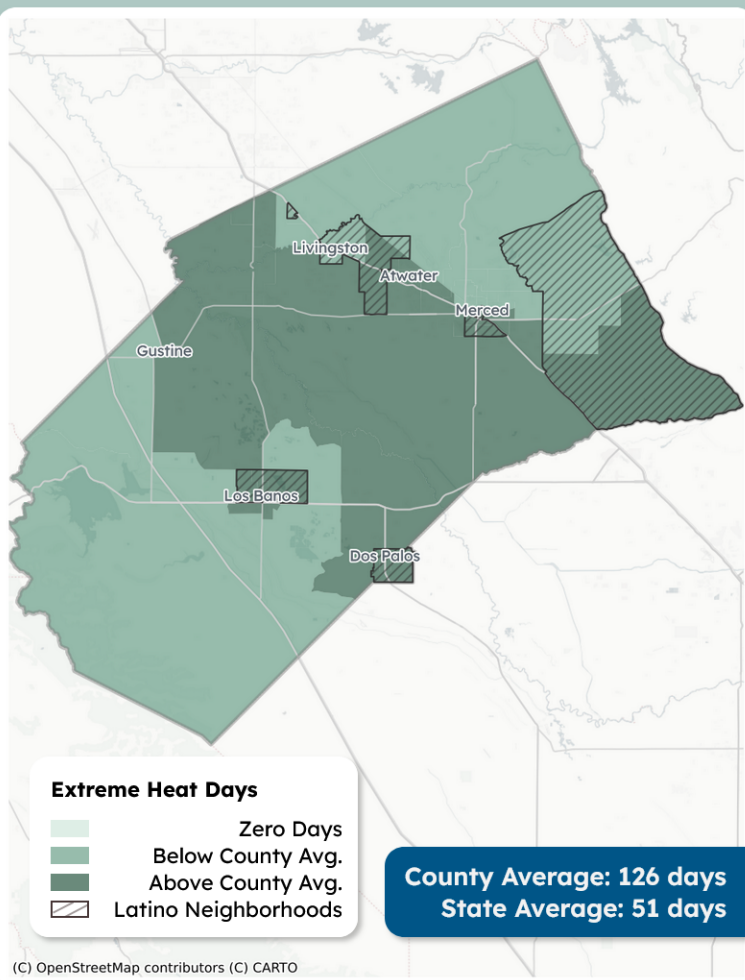 Livingston
Atwater
Merced
Gustine
Los Banos
Dos Palos
Extreme Heat Days
Zero Days
Below County Avg.
Above County Avg.
Latino Neighborhoods
County Average: 126 days
State Average: 51 days
(C) OpenStreetMap contributors (C) CARTO